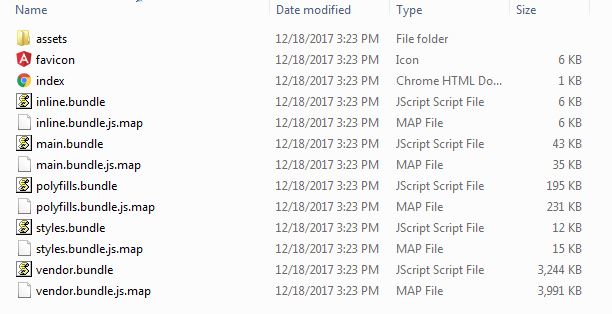 Name Date modified Type Size
assets 12/18/2017 3:23 PM File folder
favicon 12/18/2017 3:23 PM Icon 6 KB
index 12/18/2017 3:23 PM Chrome HTML Do... 1 KB
inline.bundle 12/18/2017 3:23 PM JScript Script File 6 KB
inline.bundle.js.map 12/18/2017 3:23 PM MAP File 6 KB
main.bundle 12/18/2017 3:23 PM JScript Script File 43 KB
main.bundle.js.map 12/18/2017 3:23 PM MAP File 35 KB
polyfills.bundle 12/18/2017 3:23 PM JScript Script File 195 KB
polyfills.bundle.js.map 12/18/2017 3:23 PM MAP File 231 KB
styles.bundle 12/18/2017 3:23 PM JScript Script File 12 KB
styles.bundle.js.map 12/18/2017 3:23 PM MAP File 15 KB
vendor.bundle 12/18/2017 3:23 PM JScript Script File 3,244 KB
vendor.bundle.js.map 12/18/2017 3:23 PM MAP File 3,991 KB